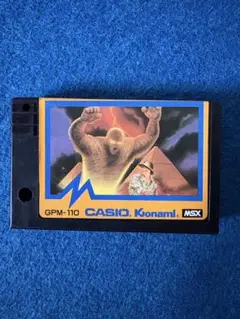 GPM-110 CASIO. Konami. MSX